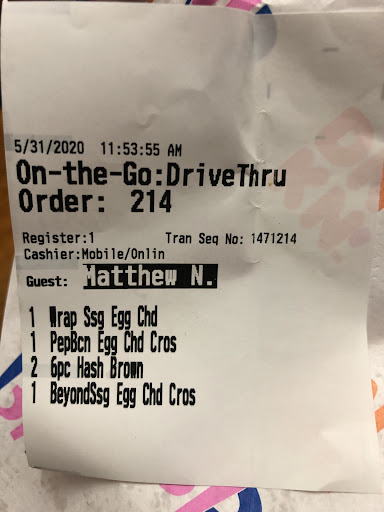 5/31/2020 11:53:55 AM
On-the-Go:DriveThru
Order: 214
Register:1 Tran Seq No: 1471214
Cashier:Mobile/Onlin
Guest: Matthew N.
1 Wrap Ssg Egg Chd
1 PepBcn Egg Chd Cros
2 6pc Hash Brown
1 BeyondSsg Egg Chd Cros